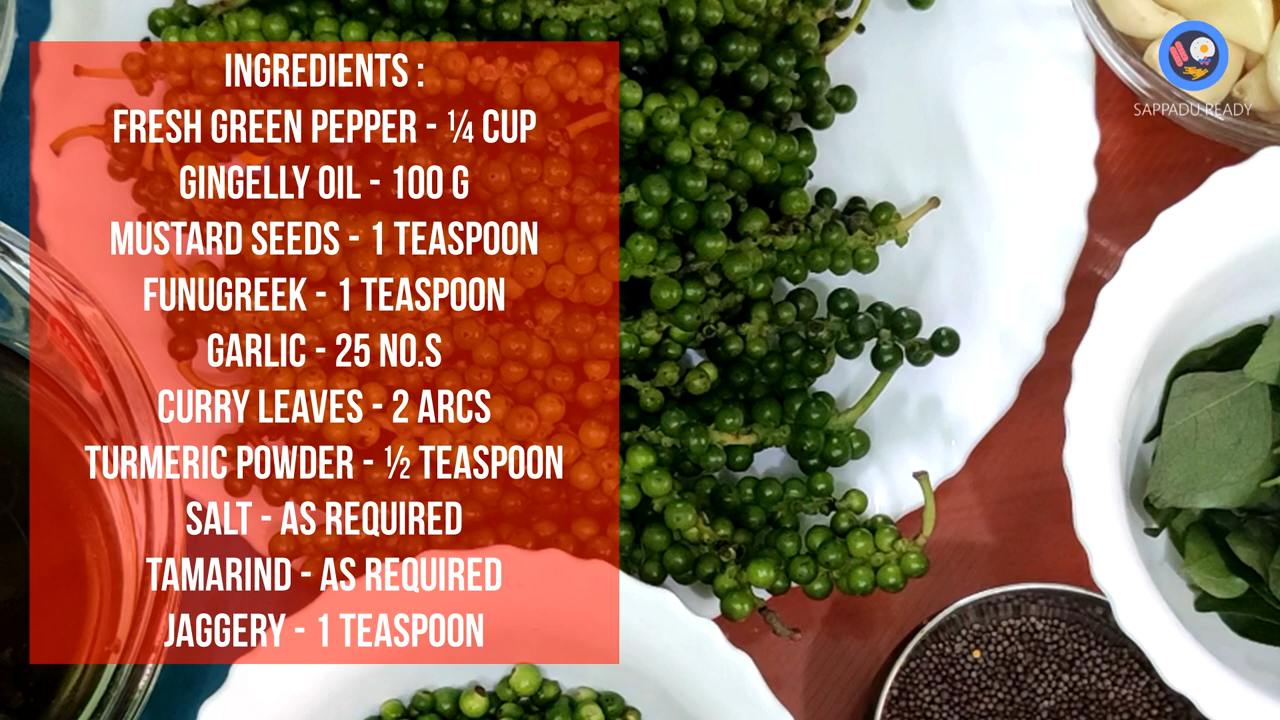 INGREDIENTS :
FRESH GREEN PEPPER - ¼ CUP
GINGELLY OIL - 100 G
MUSTARD SEEDS - 1 TEASPOON
FUNUGREEK - 1 TEASPOON
GARLIC - 25 NO.S
CURRY LEAVES - 2 ARCS
TURMERIC POWDER - ½ TEASPOON
SALT - AS REQUIRED
TAMARIND - AS REQUIRED
JAGGERY - 1 TEASPOON
SAPPADU READY